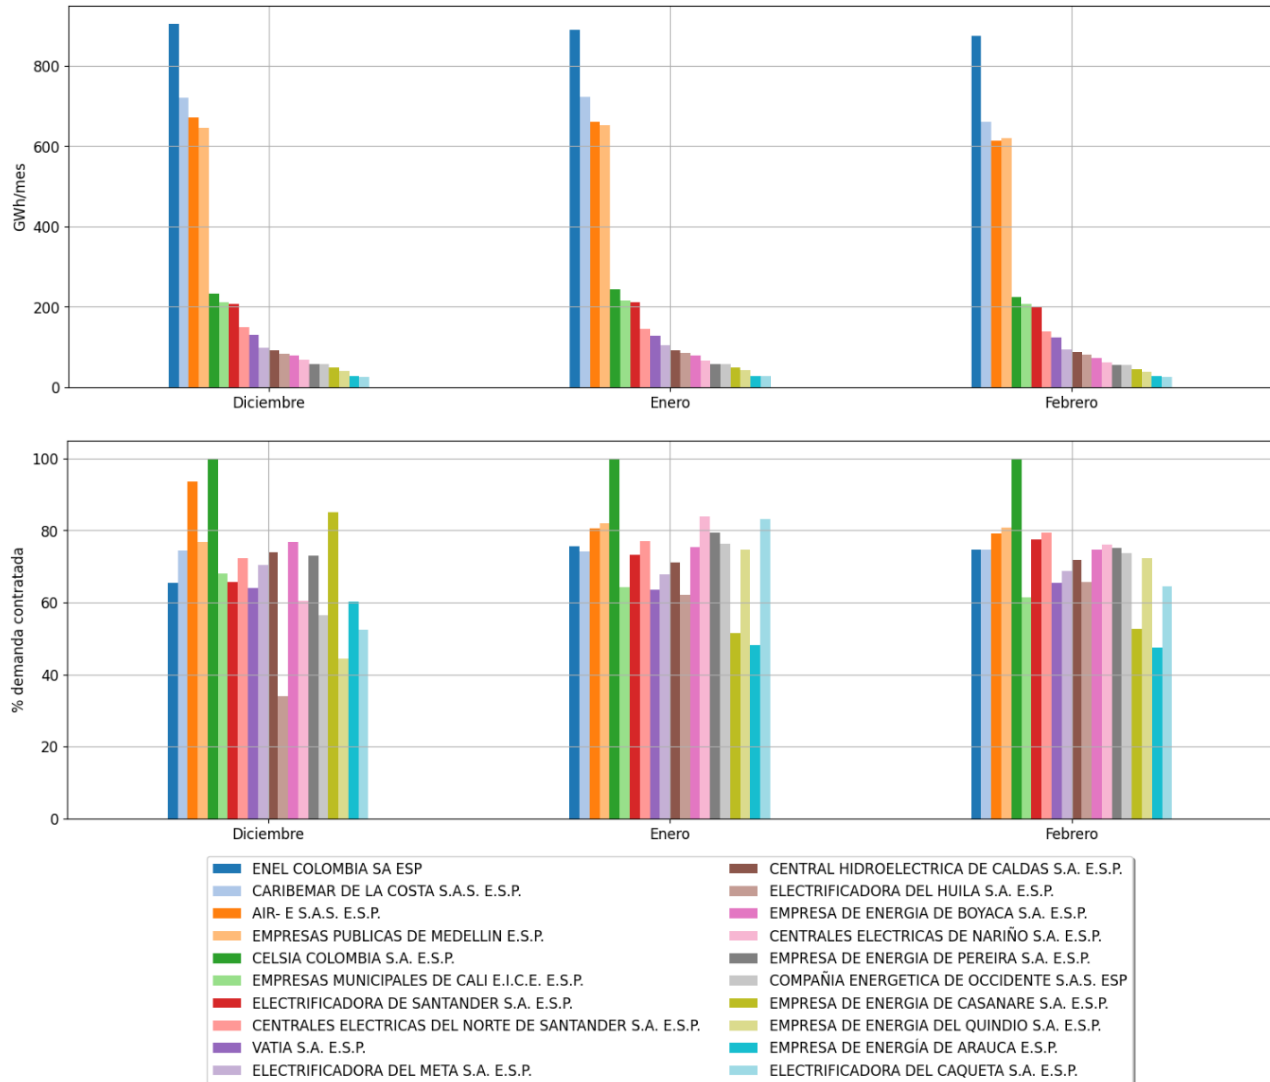 800
600
400
200
0
GWh/mes
Diciembre
Enero
Febrero
100
80
60
40
20
0
% demanda contratada
Diciembre
Enero
Febrero
ENEL COLOMBIA SA ESP
CARIBEMAR DE LA COSTA S.A.S. E.S.P.
AIR- E S.A.S. E.S.P.
EMPRESAS PUBLICAS DE MEDELLIN E.S.P.
CELSIA COLOMBIA S.A. E.S.P.
EMPRESAS MUNICIPALES DE CALI E.I.C.E. E.S.P.
ELECTRIFICADORA DE SANTANDER S.A. E.S.P.
CENTRALES ELECTRICAS DEL NORTE DE SANTANDER S.A. E.S.P.
VATIA S.A. E.S.P.
ELECTRIFICADORA DEL META S.A. E.S.P.
CENTRAL HIDROELECTRICA DE CALDAS S.A. E.S.P.
ELECTRIFICADORA DEL HUILA S.A. E.S.P.
EMPRESA DE ENERGIA DE BOYACA S.A. E.S.P.
CENTRALES ELECTRICAS DE NARIÑO S.A. E.S.P.
EMPRESA DE ENERGIA DE PEREIRA S.A. E.S.P.
COMPAÑIA ENERGETICA DE OCCIDENTE S.A.S. ESP
EMPRESA DE ENERGIA DE CASANARE S.A. E.S.P.
EMPRESA DE ENERGIA DEL QUINDIO S.A. E.S.P.
EMPRESA DE ENERGÍA DE ARAUCA E.S.P.
ELECTRIFICADORA DEL CAQUETA S.A. E.S.P.